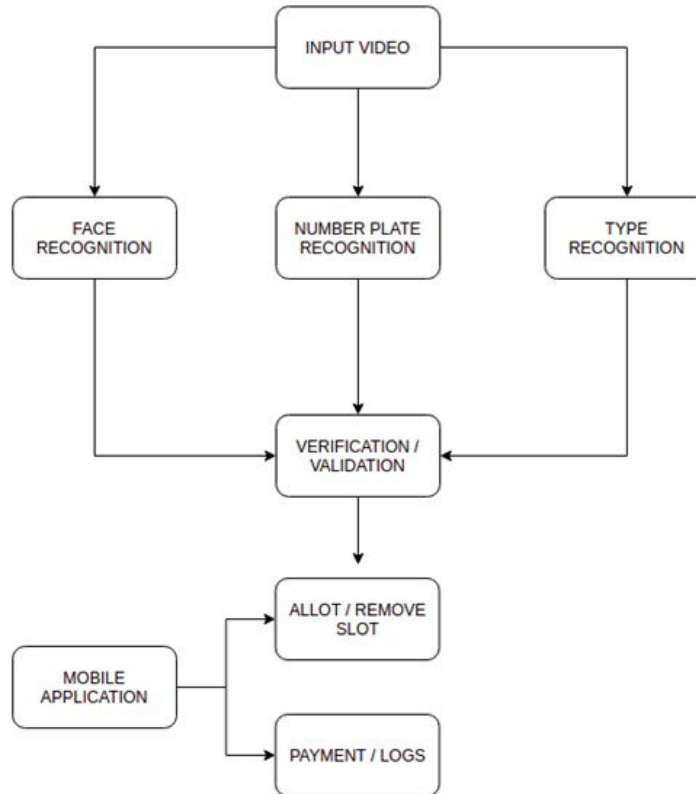 INPUT VIDEO
FACE
RECOGNITION
NUMBER PLATE
RECOGNITION
TYPE
RECOGNITION
VERIFICATION /
VALIDATION
ALLOT / REMOVE
SLOT
MOBILE
APPLICATION
PAYMENT / LOGS